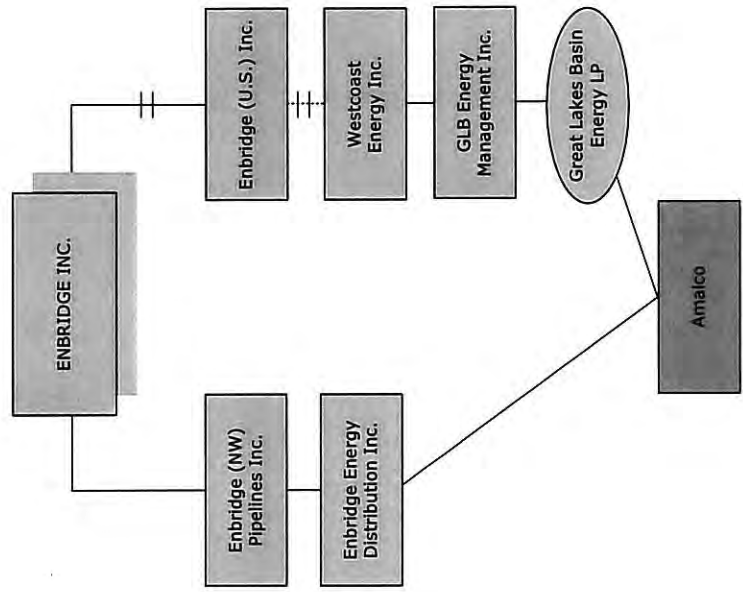 ENBRIDGE INC.
Enbridge (NW)
Pipelines Inc.
Enbridge Energy
Distribution Inc.
Enbridge (U.S.) Inc.
Westcoast
Energy Inc.
GLB Energy
Management Inc.
Great Lakes Basin
Energy LP
Amalco